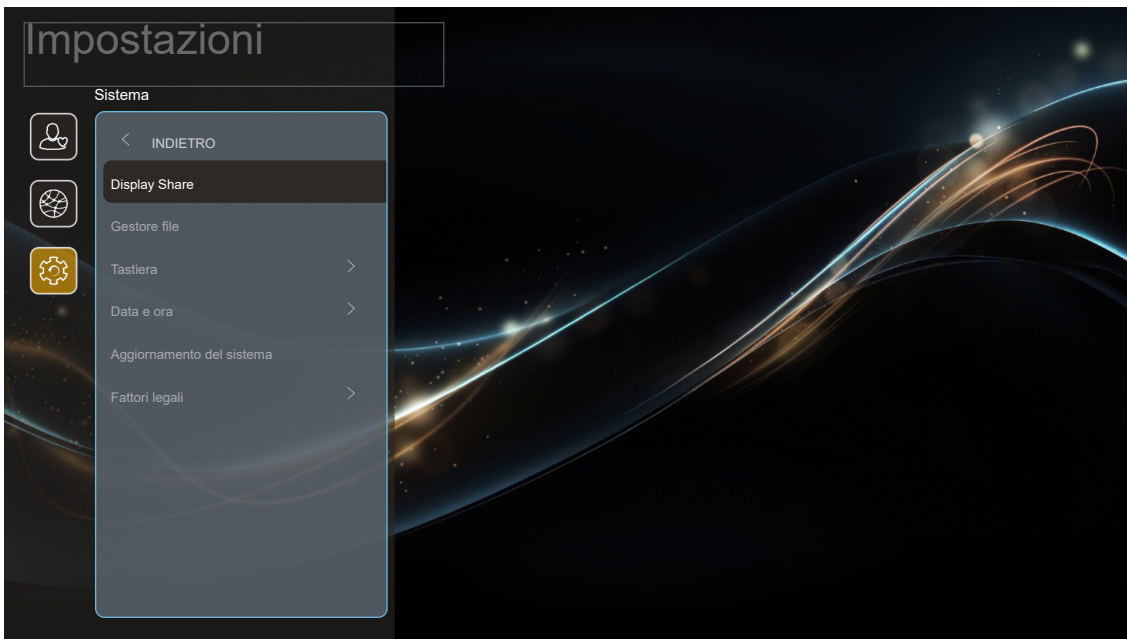 Impostazioni
Sistema
INDIETRO
Display Share
Gestore file
Tastiera
Data e ora
Aggiornamento del sistema
Fattori legali